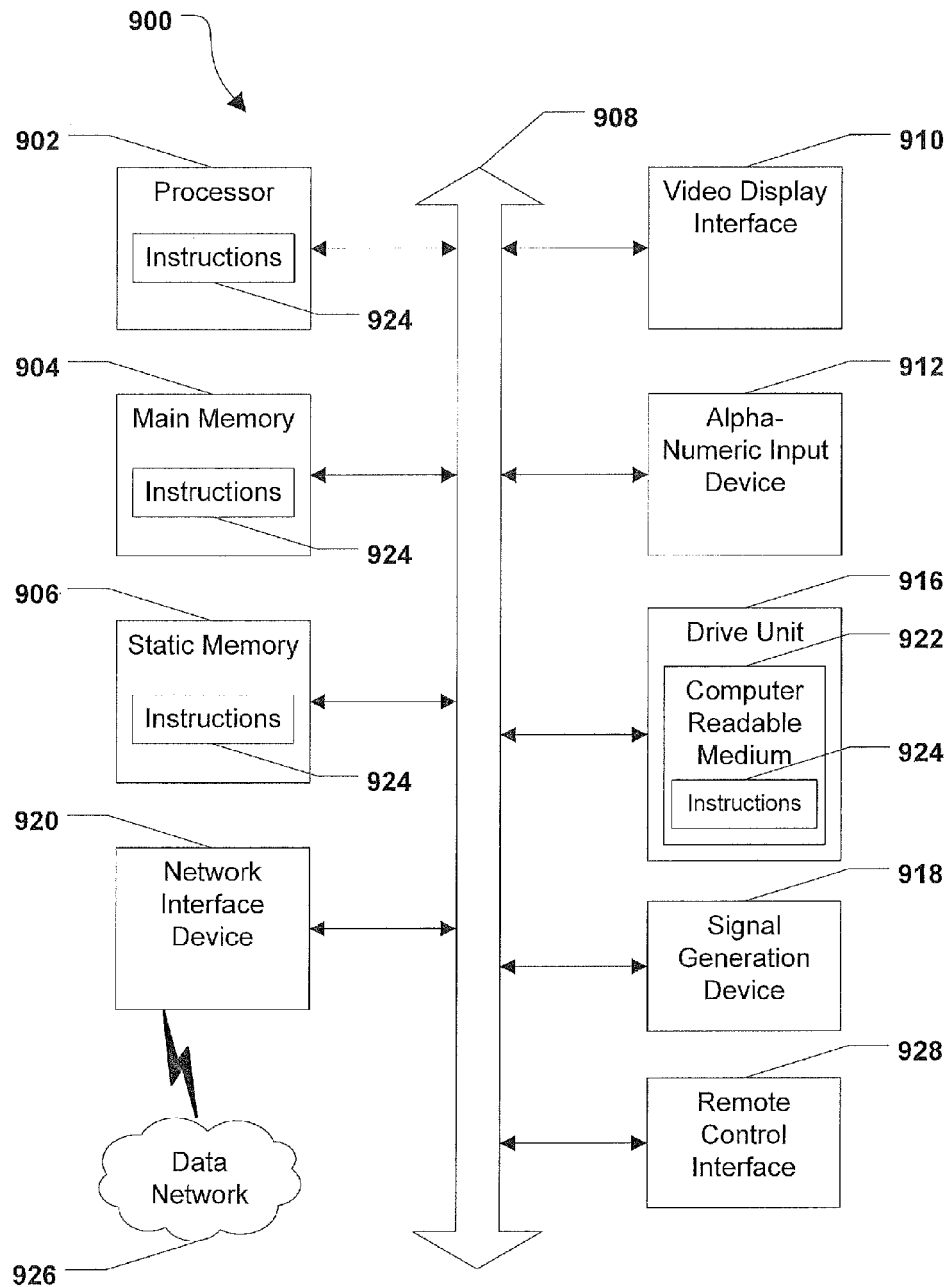 900
908
902
910
Processor
Instructions
924
Video Display
Interface
904
912
Main Memory
Instructions
924
Alpha-
Numeric Input
Device
906
916
Static Memory
Instructions
924
Drive Unit
922
Computer
Readable
Medium
924
Instructions
920
Network
Interface
Device
918
Signal
Generation
Device
928
Remote
Control
Interface
Data
Network
926